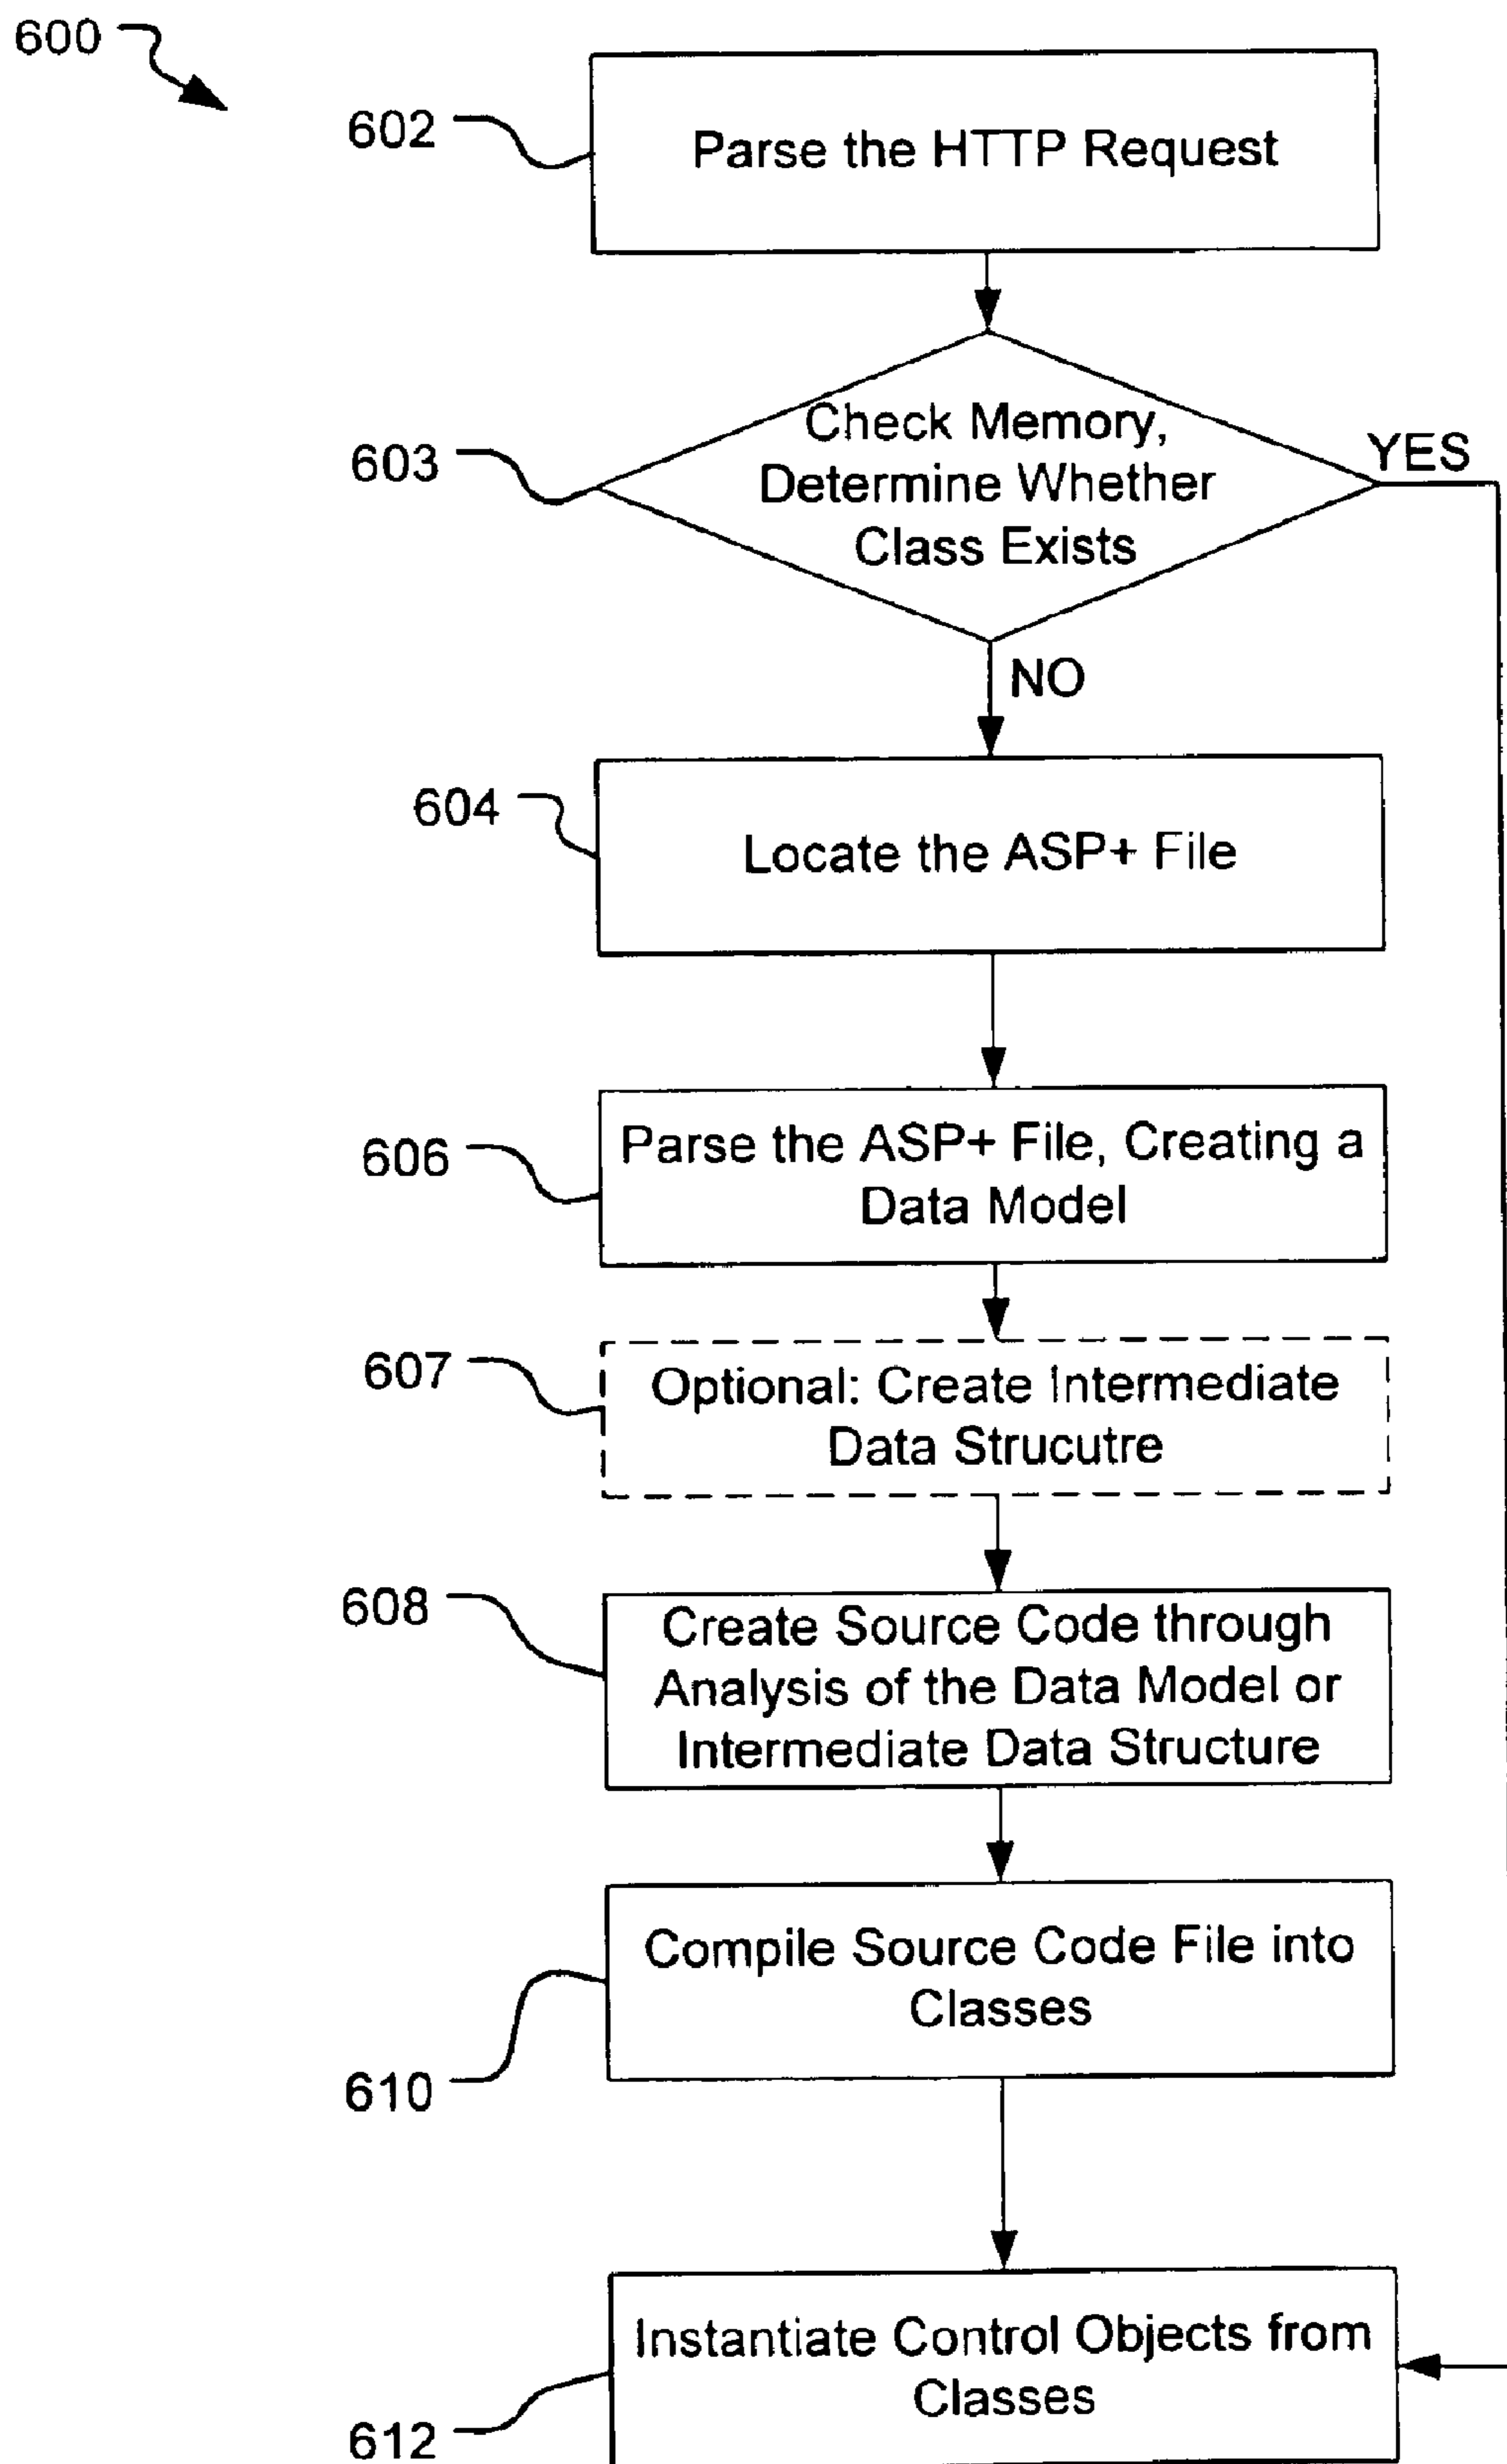 600
602
Parse the HTTP Request
603
Check Memory,
Determine Whether
Class Exists
YES
NO
604
Locate the ASP+ File
606
Parse the ASP+ File, Creating a
Data Model
607
Optional: Create Intermediate
Data Strucutre
608
Create Source Code through
Analysis of the Data Model or
Intermediate Data Structure
Compile Source Code File into
Classes
610
Instantiate Control Objects from
Classes
612